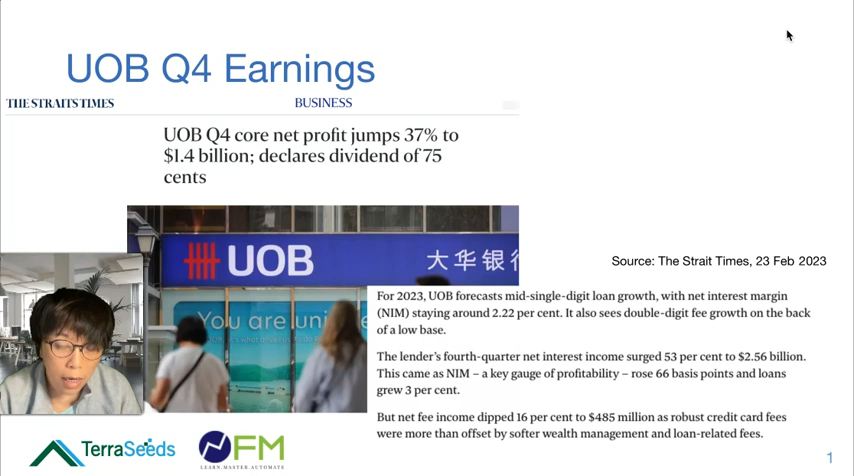 UOB Q4 Earnings
THE STRAITS TIMES
BUSINESS
UOB Q4 core net profit jumps 37% to
$1.4 billion; declares dividend of 75
cents
UOB
大华银行
You are uni
Source: The Strait Times, 23 Feb 2023
For 2023, UOB forecasts mid-single-digit loan growth, with net interest margin
(NIM) staying around 2.22 per cent. It also sees double-digit fee growth on the back
of a low base.
The lender's fourth-quarter net interest income surged 53 per cent to $2.56 billion.
This came as NIM – a key gauge of profitability – rose 66 basis points and loans
grew 3 per cent.
But net fee income dipped 16 per cent to $485 million as robust credit card fees
were more than offset by softer wealth management and loan-related fees.
TerraSeeds
NFM
LEARN.MASTER.AUTOMATE
1